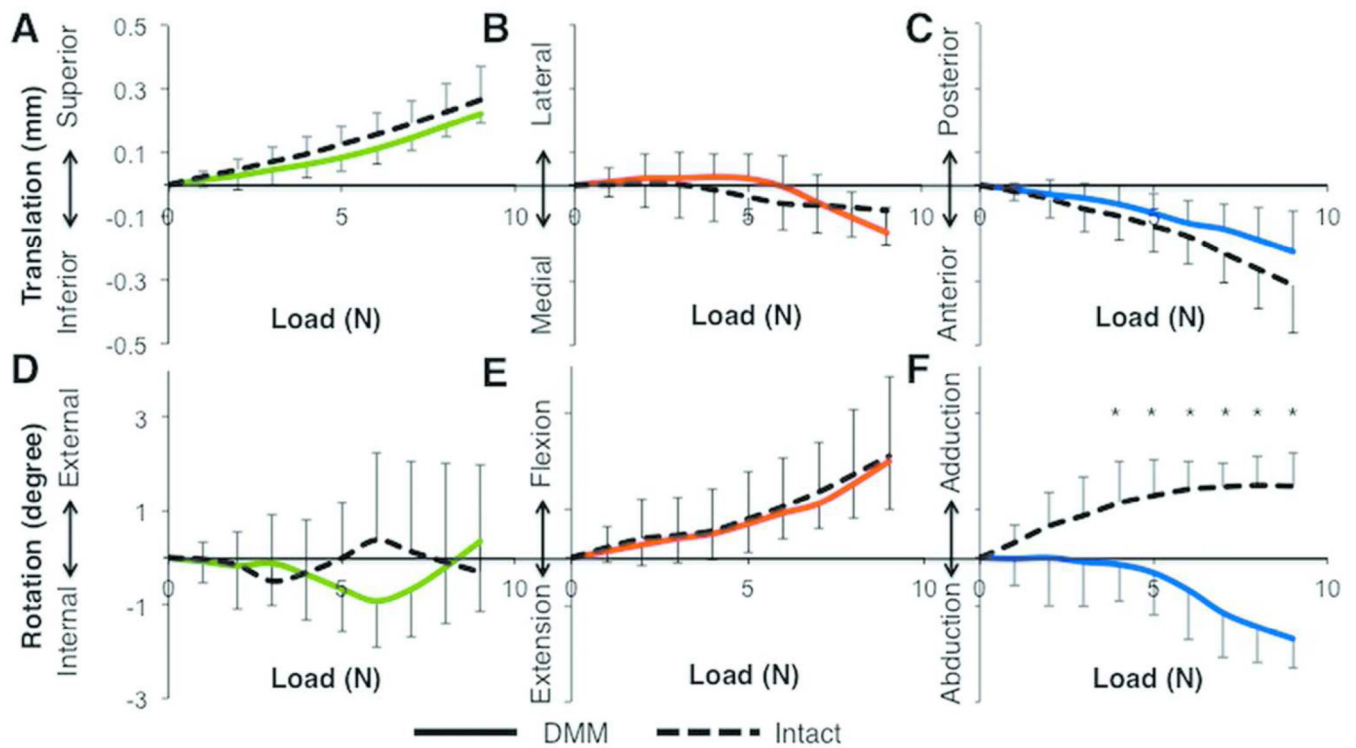 A
B
C
Translation (mm)
Inferior
Superior
0.5
0.3
0.1
-0.1
-0.3
-0.5
0
5
10
Load (N)
Medial
Lateral
0
5
10
Load (N)
Anterior
Posterior
0
5
10
Load (N)
D
E
F
Rotation (degree)
Internal
External
3
1
-1
-3
0
5
10
Load (N)
Extension
Flexion
0
5
10
Load (N)
Abduction
Adduction
* * * * * *
0
5
10
Load (N)
DMM
Intact